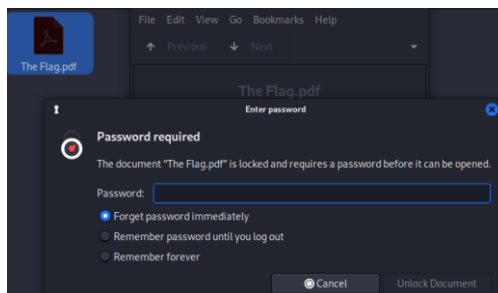 File Edit View Go Bookmarks Help
Previous Next
The Flag.pdf
The Flag.pdf
Enter password
Password required
The document "The Flag.pdf" is locked and requires a password before it can be opened.
Password:
Forget password immediately
Remember password until you log out
Remember forever
Cancel Unlock Document